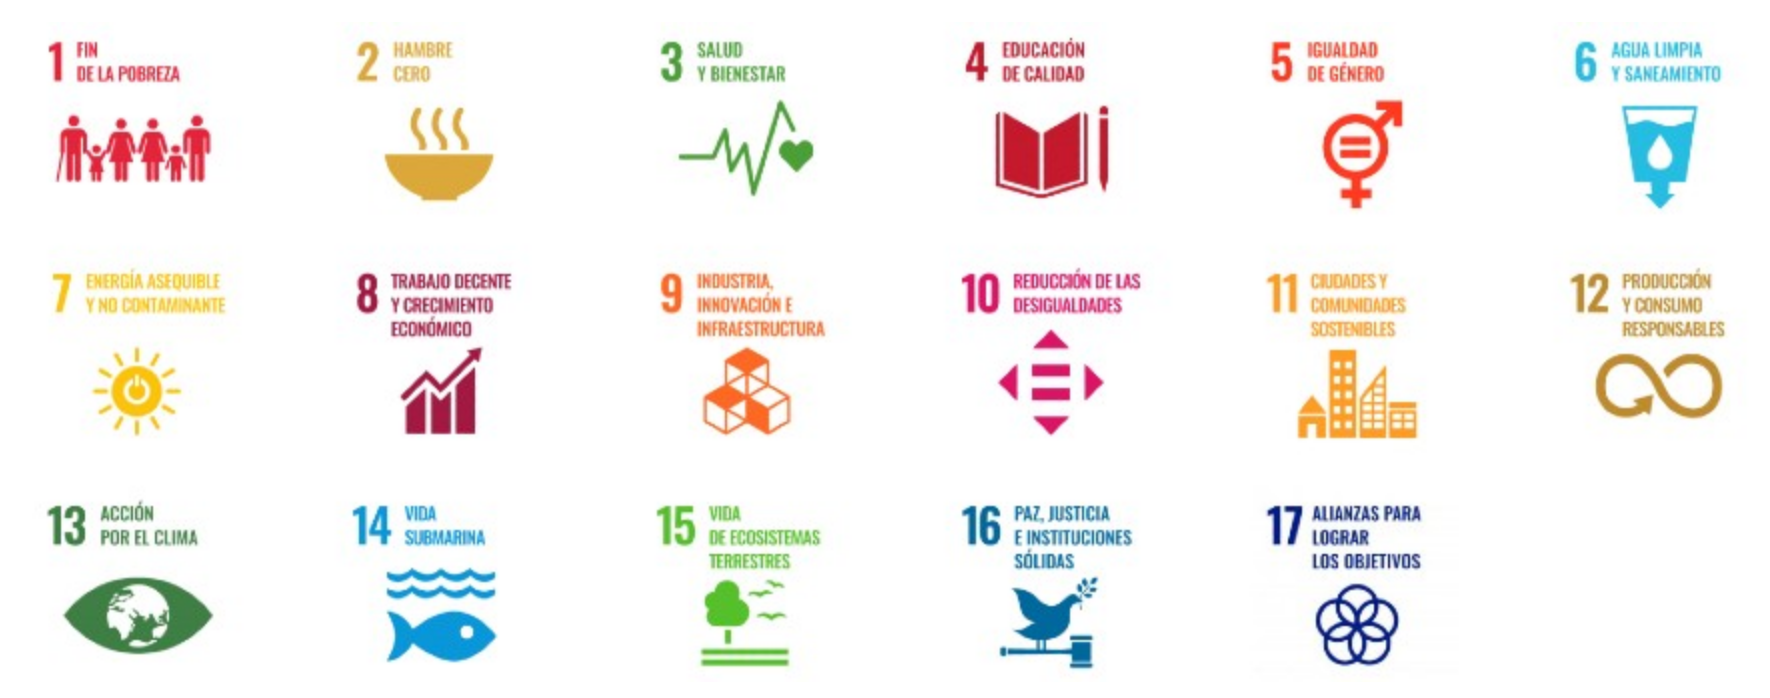 1 FIN
DE LA POBREZA
2 HAMBRE
CERO
3 SALUD
Y BIENESTAR
4 EDUCACIÓN
DE CALIDAD
5 IGUALDAD
DE GÉNERO
6 AGUA LIMPIA
Y SANEAMIENTO
7 ENERGÍA ASEQUIBLE
Y NO CONTAMINANTE
8 TRABAJO DECENTE
Y CRECIMIENTO
ECONÓMICO
9 INDUSTRIA,
INNOVACIÓN E
INFRAESTRUCTURA
10 REDUCCIÓN DE LAS
DESIGUALDADES
11 CIUDADES Y
COMUNIDADES
SOSTENIBLES
12 PRODUCCIÓN
Y CONSUMO
RESPONSABLES
13 ACCIÓN
POR EL CLIMA
14 VIDA
SUBMARINA
15 VIDA
DE ECOSISTEMAS
TERRESTRES
16 PAZ, JUSTICIA
E INSTITUCIONES
SÓLIDAS
17 ALIANZAS PARA
LOGRAR
LOS OBJETIVOS